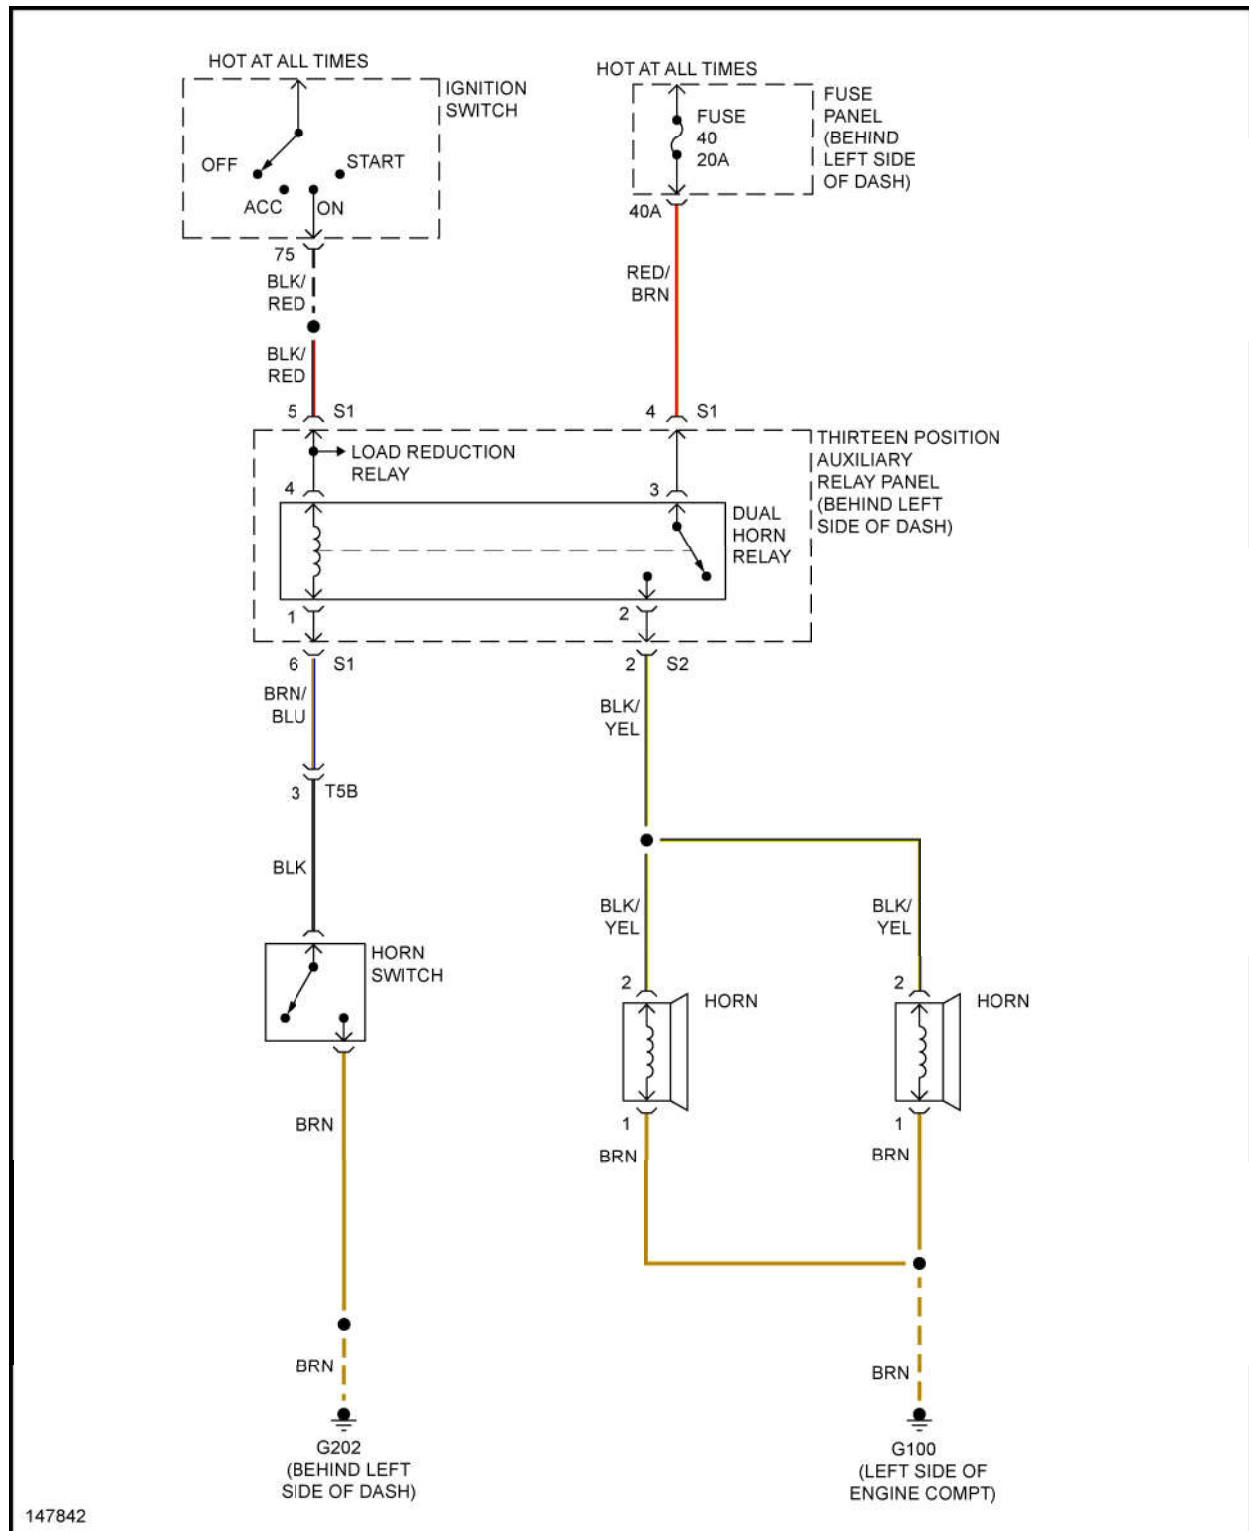 HOT AT ALL TIMES
IGNITION
SWITCH
OFF
START
ACC
ON
75
BLK/
RED
BLK/
RED
5 S1
HOT AT ALL TIMES
FUSE
40
20A
FUSE
PANEL
(BEHIND
LEFT SIDE
OF DASH)
40A
RED/
BRN
4 S1
LOAD REDUCTION
RELAY
4
3
DUAL
HORN
RELAY
THIRTEEN POSITION
AUXILIARY
RELAY PANEL
(BEHIND LEFT
SIDE OF DASH)
1
2
6 S1
2 S2
BRN/
BLU
3 T5B
BLK
HORN
SWITCH
BRN
BRN
G202
(BEHIND LEFT
SIDE OF DASH)
BLK/
YEL
BLK/
YEL
BLK/
YEL
2
HORN
2
HORN
1
BRN
1
BRN
BRN
G100
(LEFT SIDE OF
ENGINE COMPT)
147842